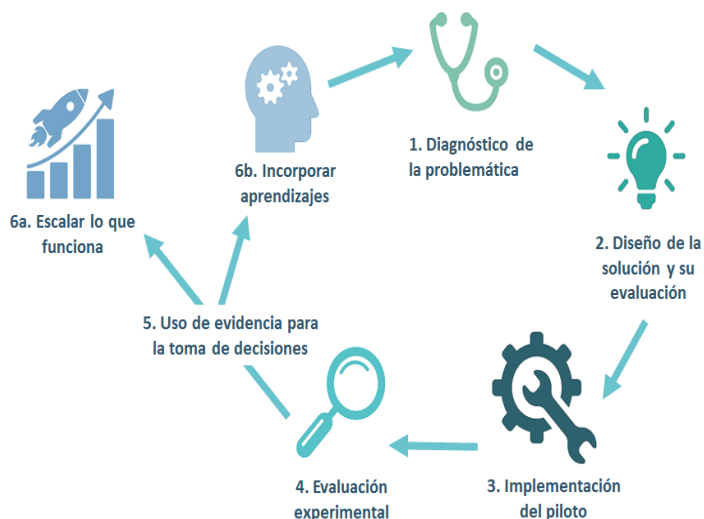 1. Diagnóstico de
la problemática
2. Diseño de la
solución y su
evaluación
3. Implementación
del piloto
4. Evaluación
experimental
5. Uso de evidencia para
la toma de decisiones
6a. Escalar lo que
funciona
6b. Incorporar
aprendizajes